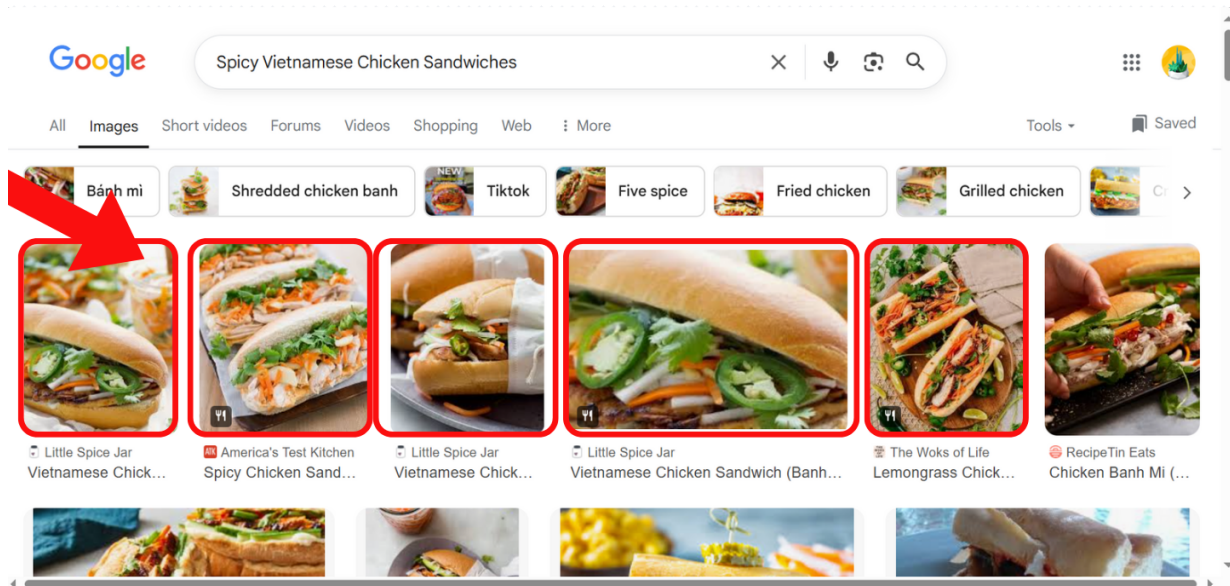 Google
Spicy Vietnamese Chicken Sandwiches
All Images Short videos Forums Videos Shopping Web More
Tools
Saved
Bánh mì
Shredded chicken banh
NEW
Tiktok
Five spice
Fried chicken
Grilled chicken
Little Spice Jar
Vietnamese Chick...
ATK America's Test Kitchen
Spicy Chicken Sand...
Little Spice Jar
Vietnamese Chick...
Little Spice Jar
Vietnamese Chicken Sandwich (Banh...
The Woks of Life
Lemongrass Chick...
RecipeTin Eats
Chicken Banh Mi (...